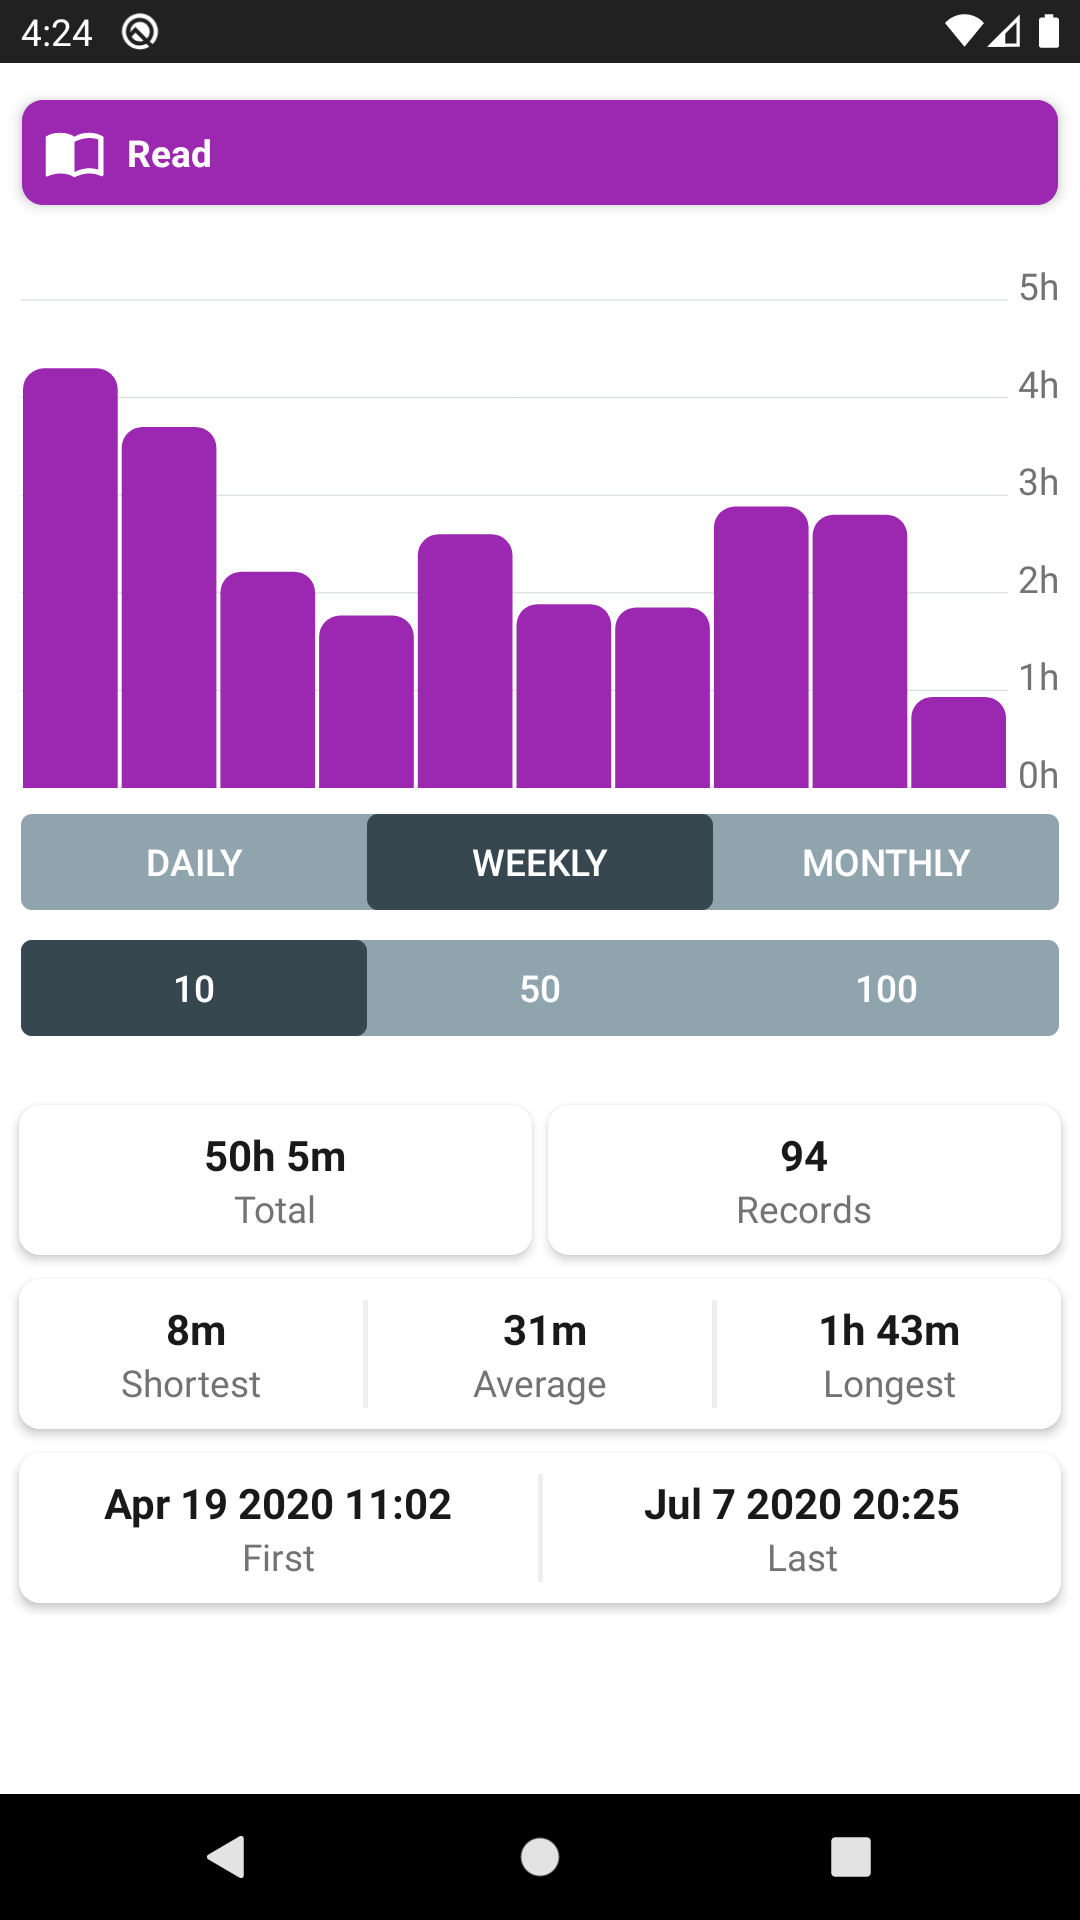 4:24
Read
5h
4h
3h
2h
1h
0h
DAILY WEEKLY MONTHLY
10 50 100
50h 5m 94
Total Records
8m 31m 1h 43m
Shortest Average Longest
Apr 19 2020 11:02 Jul 7 2020 20:25
First Last